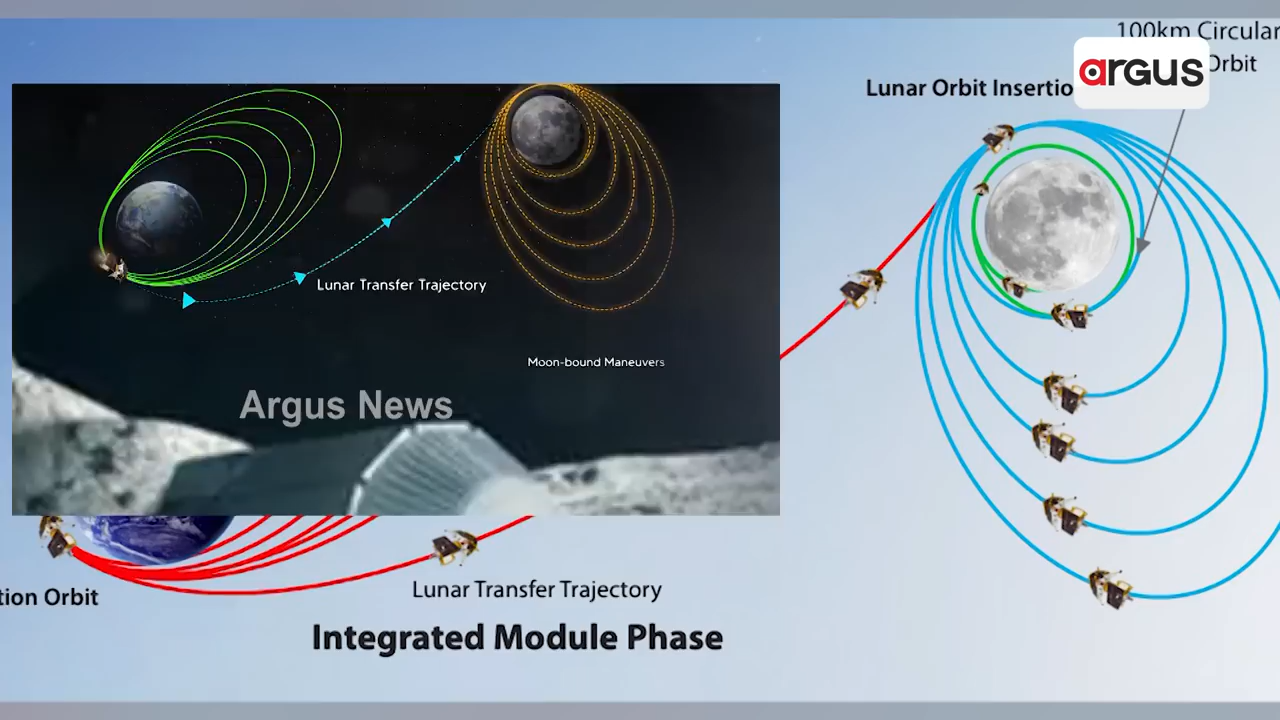 100km Circular
Orbit
argus
Lunar Orbit Insertio
Lunar Transfer Trajectory
Moon-bound Maneuvers
Argus News
Lunar Transfer Trajectory
tion Orbit
Integrated Module Phase